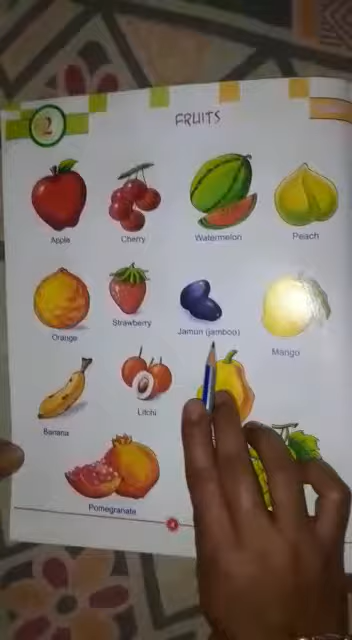 2
FRUITS
Apple
Cherry
Watermelon
Peach
Orange
Strawberry
Jamun (jamboo)
Mango
Banana
Litchi
Pomegranate